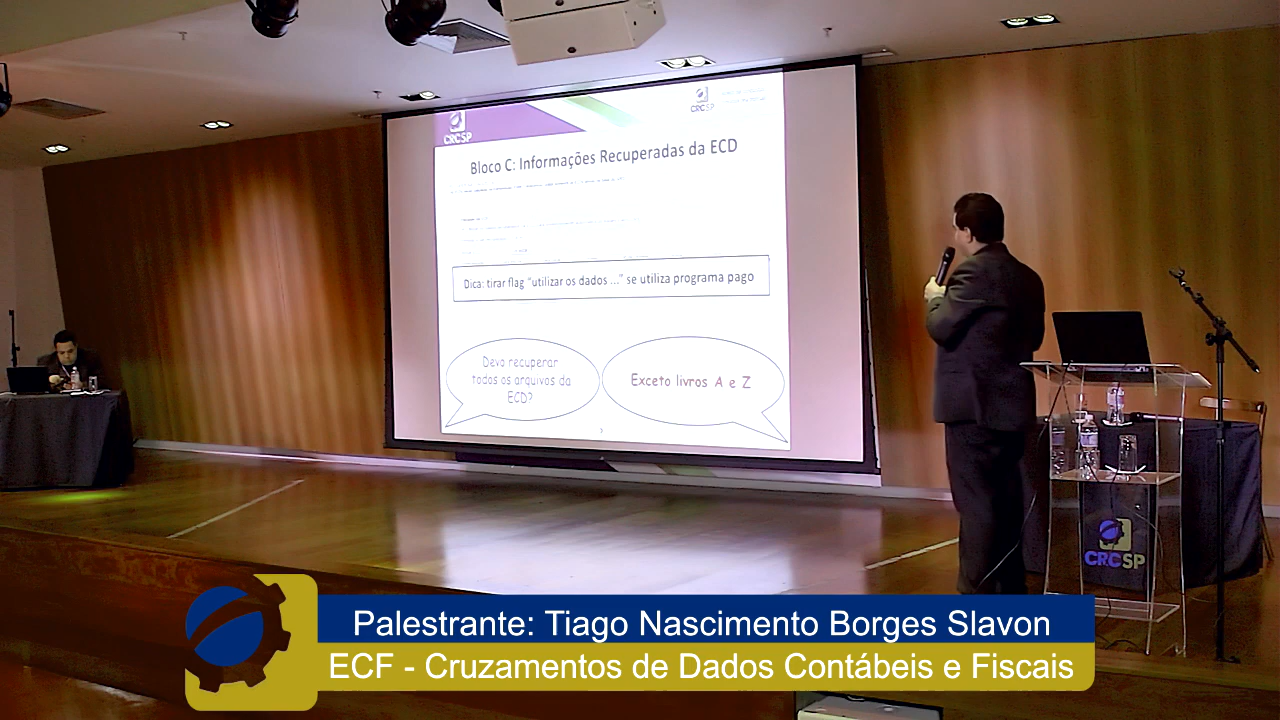 CRCSP
CRCSP
Bloco C: Informações Recuperadas da ECD
Dica: tirar flag “utilizar os dados ...” se utiliza programa pago
Devo recuperar
todos os arquivos da
ECD?
Exceto livros A e Z
3
CRCSP
Palestrante: Tiago Nascimento Borges Slavon
ECF - Cruzamentos de Dados Contábeis e Fiscais